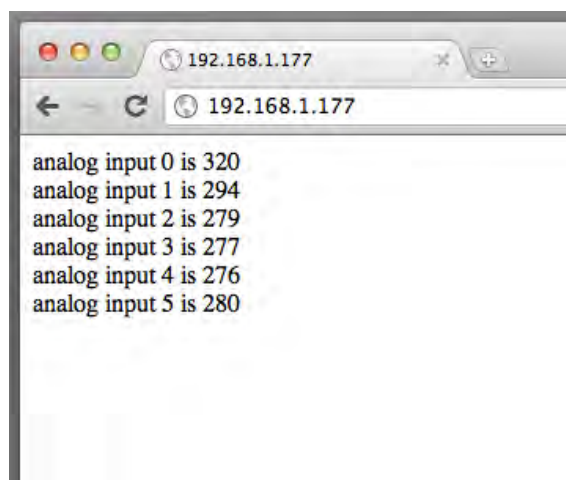 192.168.1.177
192.168.1.177
analog input 0 is 320
analog input 1 is 294
analog input 2 is 279
analog input 3 is 277
analog input 4 is 276
analog input 5 is 280